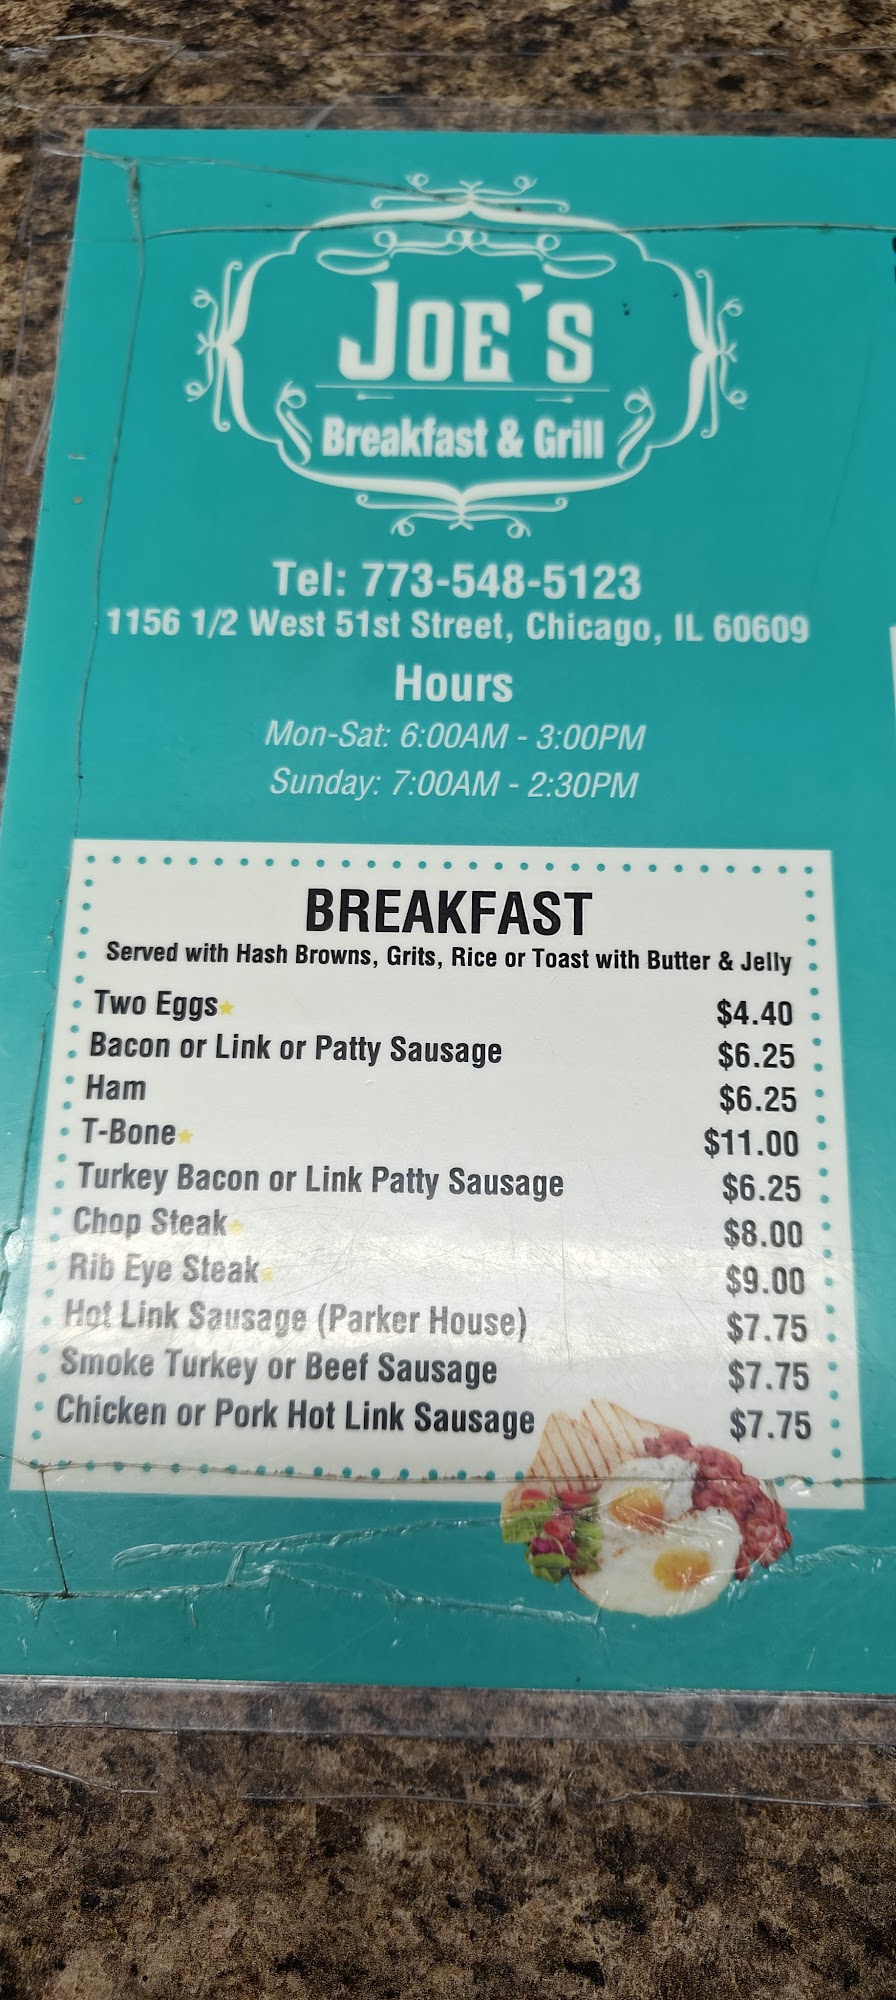 JOE'S
Breakfast & Grill
Tel: 773-548-5123
1156 1/2 West 51st Street, Chicago, IL 60609
Hours
Mon-Sat: 6:00AM - 3:00PM
Sunday: 7:00AM - 2:30PM
BREAKFAST
Served with Hash Browns, Grits, Rice or Toast with Butter & Jelly
Two Eggs $4.40
Bacon or Link or Patty Sausage $6.25
Ham $6.25
T-Bone $11.00
Turkey Bacon or Link Patty Sausage $6.25
Chop Steak $8.00
Rib Eye Steak $9.00
Hot Link Sausage (Parker House) $7.75
Smoke Turkey or Beef Sausage $7.75
Chicken or Pork Hot Link Sausage $7.75